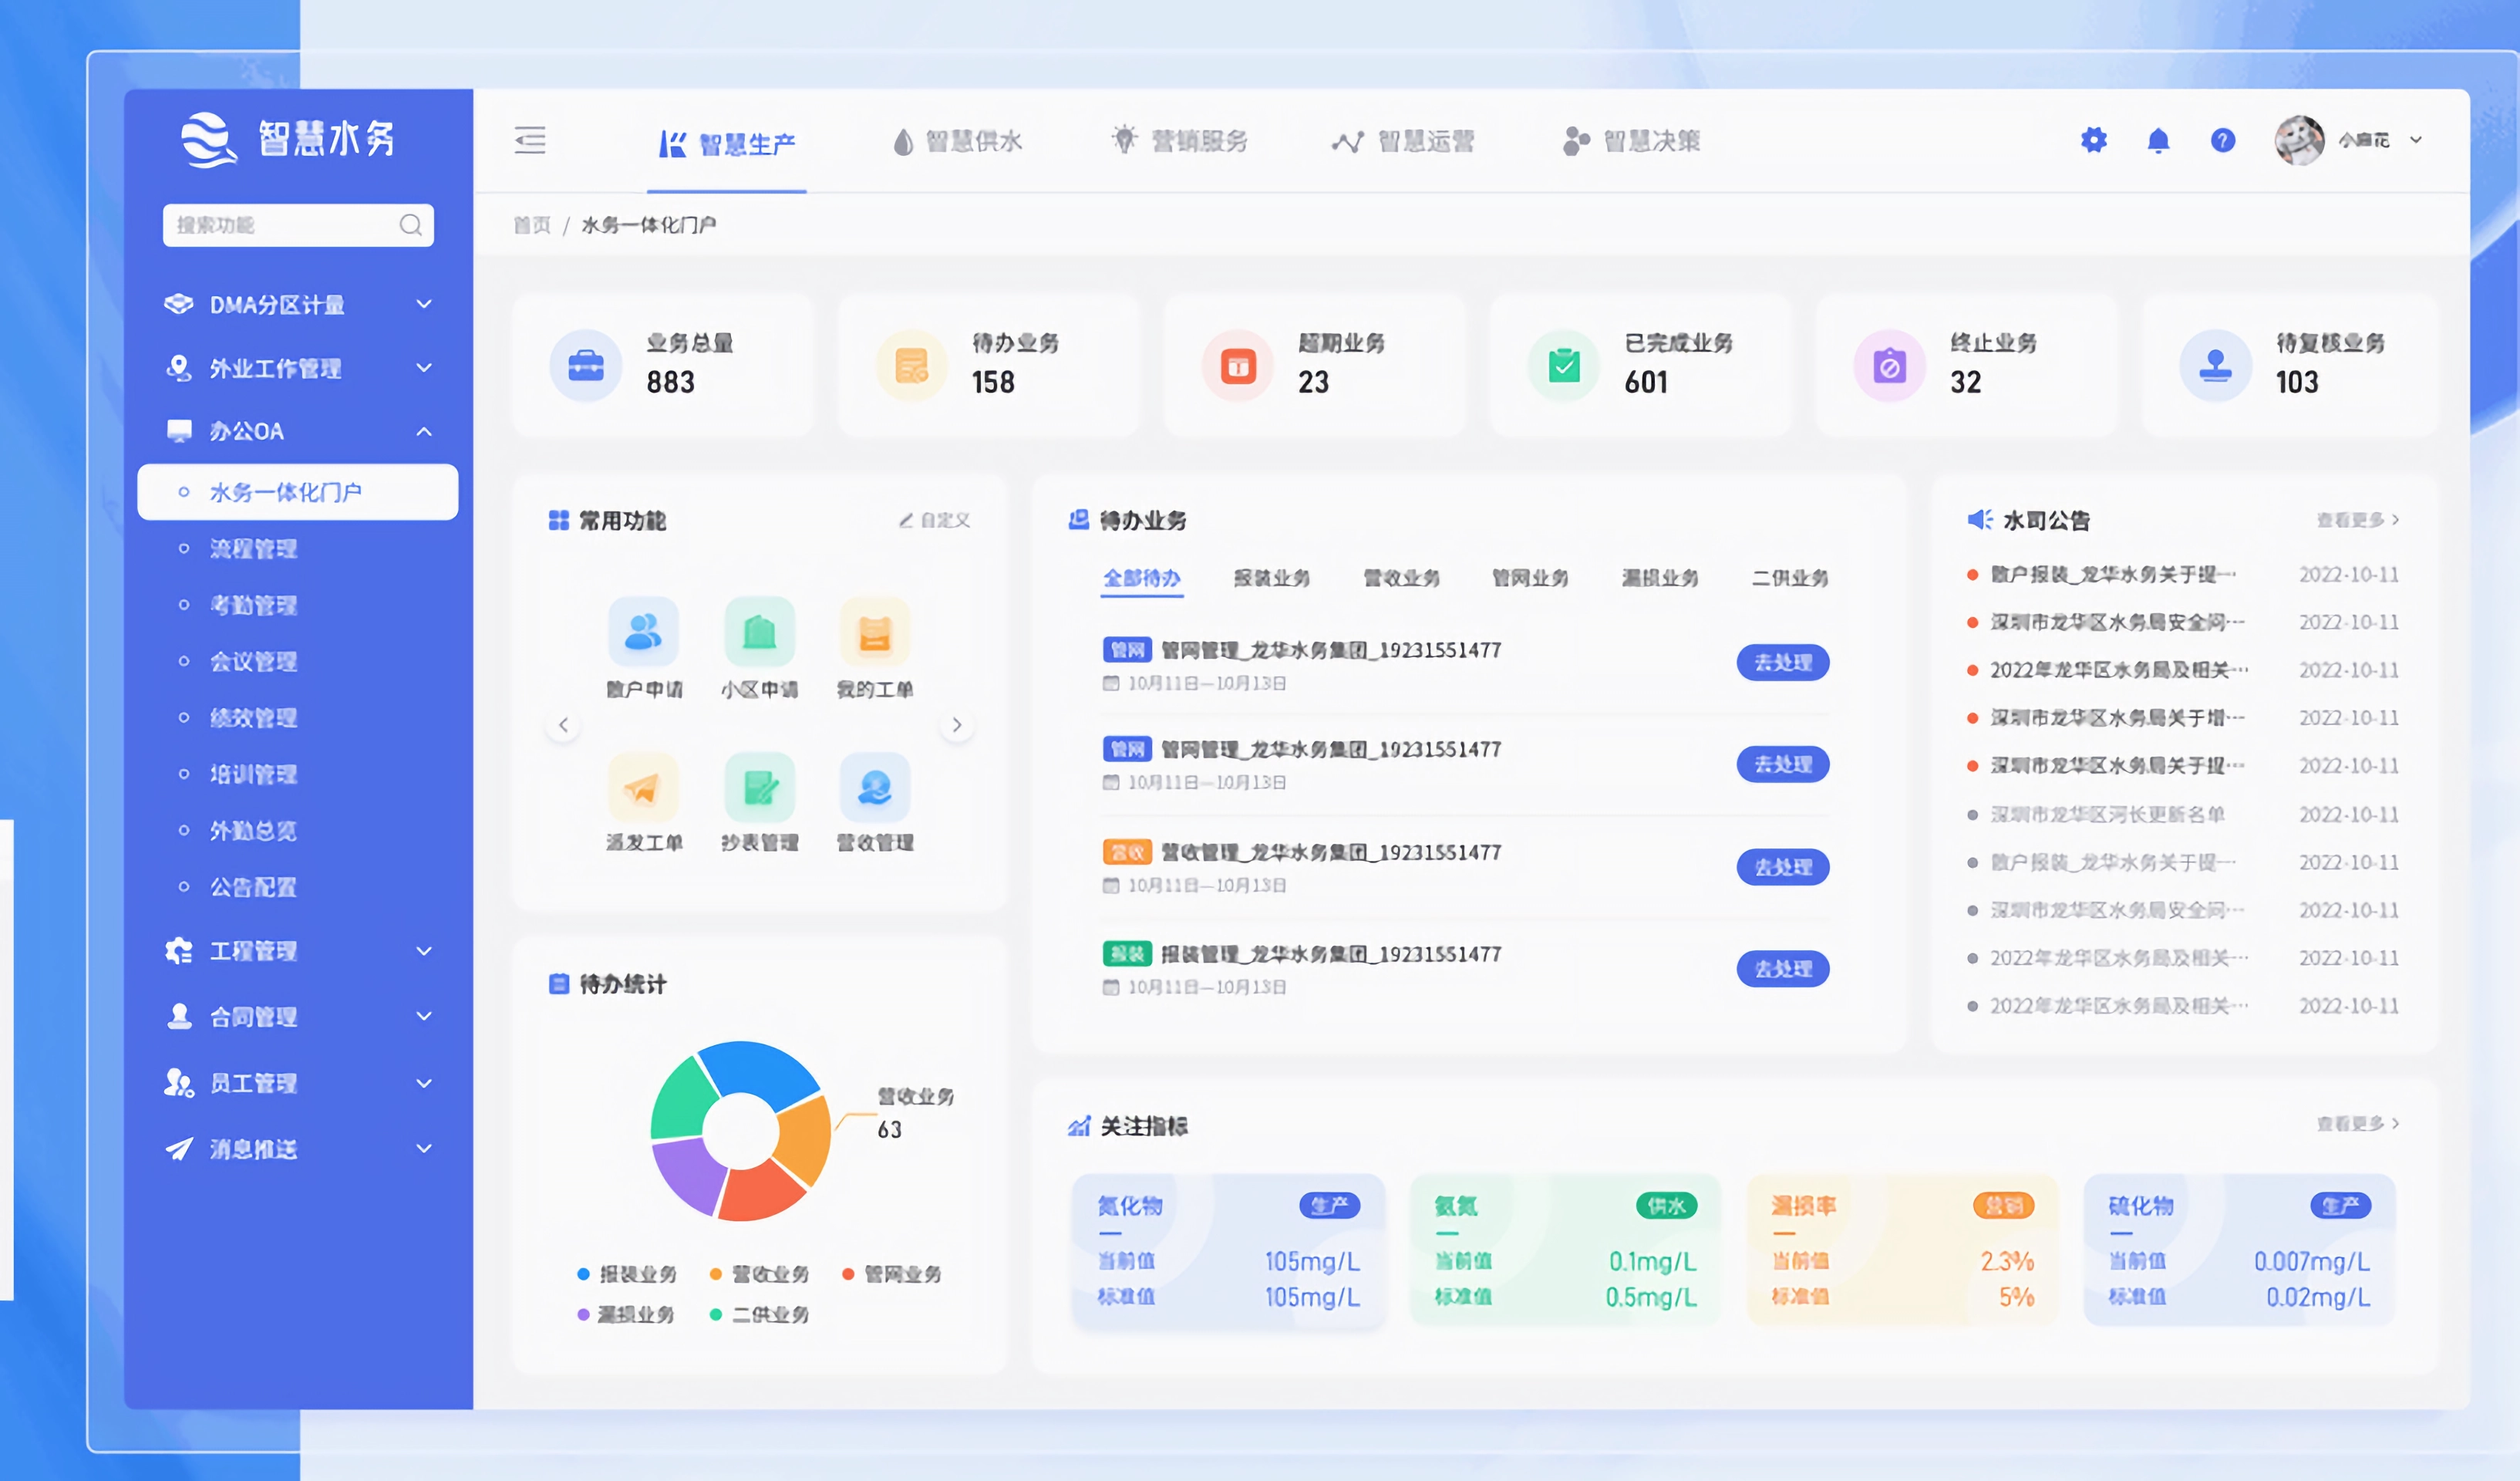 智慧水务
智慧生产
智慧供水
营销服务
智慧运营
智慧决策
小麻花
搜索功能
首页 / 水务一体化门户
DMA分区计量
外业工作管理
办公OA
水务一体化门户
流程管理
考勤管理
会议管理
绩效管理
培训管理
外勤总览
公告配置
工程管理
合同管理
员工管理
消息推送
业务总量
883
待办业务
158
超期业务
23
已完成业务
601
终止业务
32
待复核业务
103
常用功能
自定义
散户申请
小区申请
我的工单
派发工单
抄表管理
营收管理
待办统计
营收业务
63
报装业务
营收业务
管网业务
漏损业务
二供业务
待办业务
全部待办
报装业务
营收业务
管网业务
漏损业务
二供业务
管网 管网管理_龙华水务集团_19231551477
10月11日—10月13日
去处理
管网 管网管理_龙华水务集团_19231551477
10月11日—10月13日
去处理
营收 营收管理_龙华水务集团_19231551477
10月11日—10月13日
去处理
报装 报装管理_龙华水务集团_19231551477
10月11日—10月13日
去处理
水司公告
查看更多
散户报装_龙华水务关于提… 2022-10-11
深圳市龙华区水务局安全问… 2022-10-11
2022年龙华区水务局及相关… 2022-10-11
深圳市龙华区水务局关于增… 2022-10-11
深圳市龙华区水务局关于提… 2022-10-11
深圳市龙华区河长更新名单 2022-10-11
散户报装_龙华水务关于提… 2022-10-11
深圳市龙华区水务局安全问… 2022-10-11
2022年龙华区水务局及相关… 2022-10-11
2022年龙华区水务局及相关… 2022-10-11
关注指标
查看更多
氮化物 生产
当前值 105mg/L
标准值 105mg/L
氨氮 供水
当前值 0.1mg/L
标准值 0.5mg/L
漏损率 营销
当前值 2.3%
标准值 5%
硫化物 生产
当前值 0.007mg/L
标准值 0.02mg/L